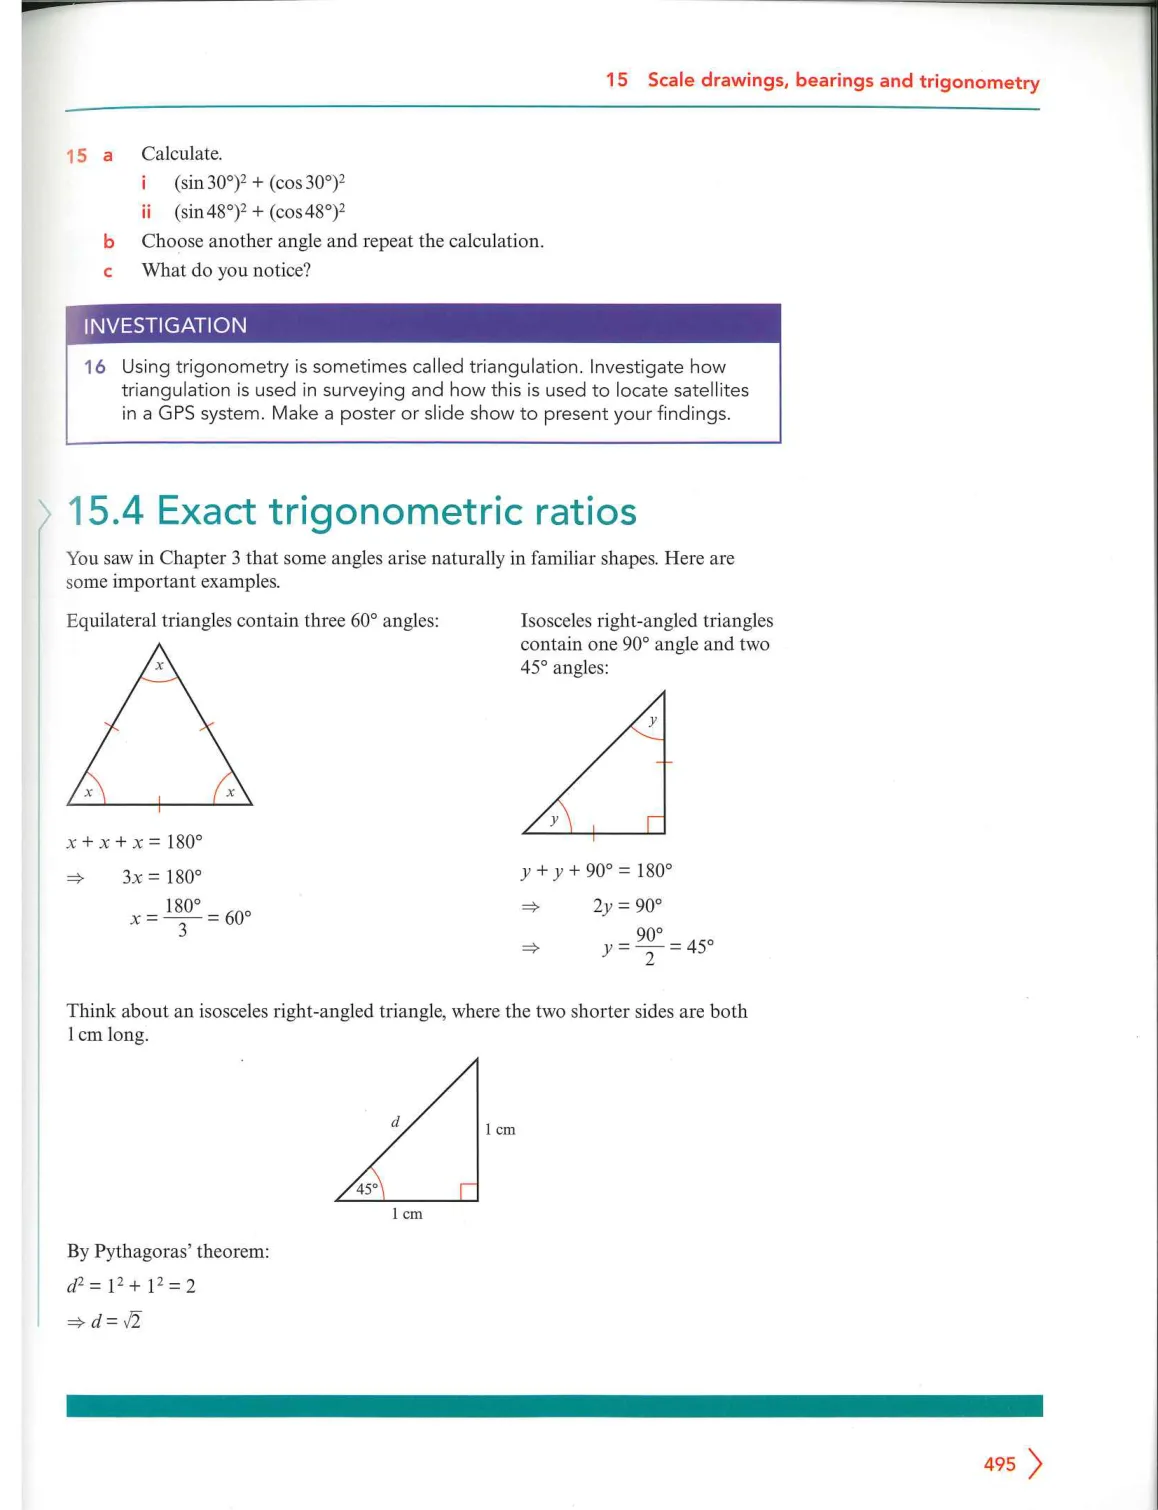 15 Scale drawings, bearings and trigonometry
15 a Calculate.
i (sin 30°)² + (cos 30°)²
ii (sin 48°)² + (cos 48°)²
b Choose another angle and repeat the calculation.
c What do you notice?
INVESTIGATION
16 Using trigonometry is sometimes called triangulation. Investigate how
triangulation is used in surveying and how this is used to locate satellites
in a GPS system. Make a poster or slide show to present your findings.
15.4 Exact trigonometric ratios
You saw in Chapter 3 that some angles arise naturally in familiar shapes. Here are
some important examples.
Equilateral triangles contain three 60° angles:
x
x x
x + x + x = 180°
⇒ 3x = 180°
x = 180°/3 = 60°
Isosceles right-angled triangles
contain one 90° angle and two
45° angles:
y
y
y + y + 90° = 180°
⇒ 2y = 90°
⇒ y = 90°/2 = 45°
Think about an isosceles right-angled triangle, where the two shorter sides are both
1 cm long.
d
1 cm
45°
1 cm
By Pythagoras' theorem:
d² = 1² + 1² = 2
⇒ d = √2
495